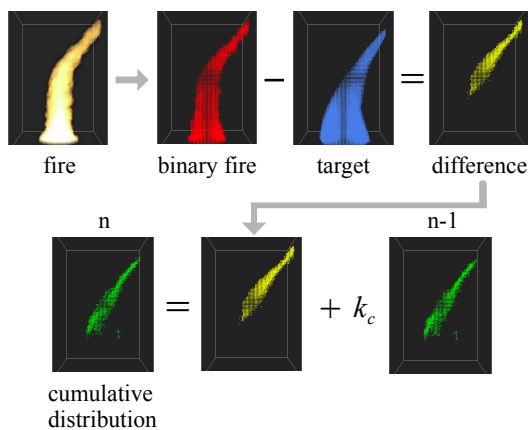 − =
fire binary fire target difference
n n-1
= + k_c
cumulative
distribution